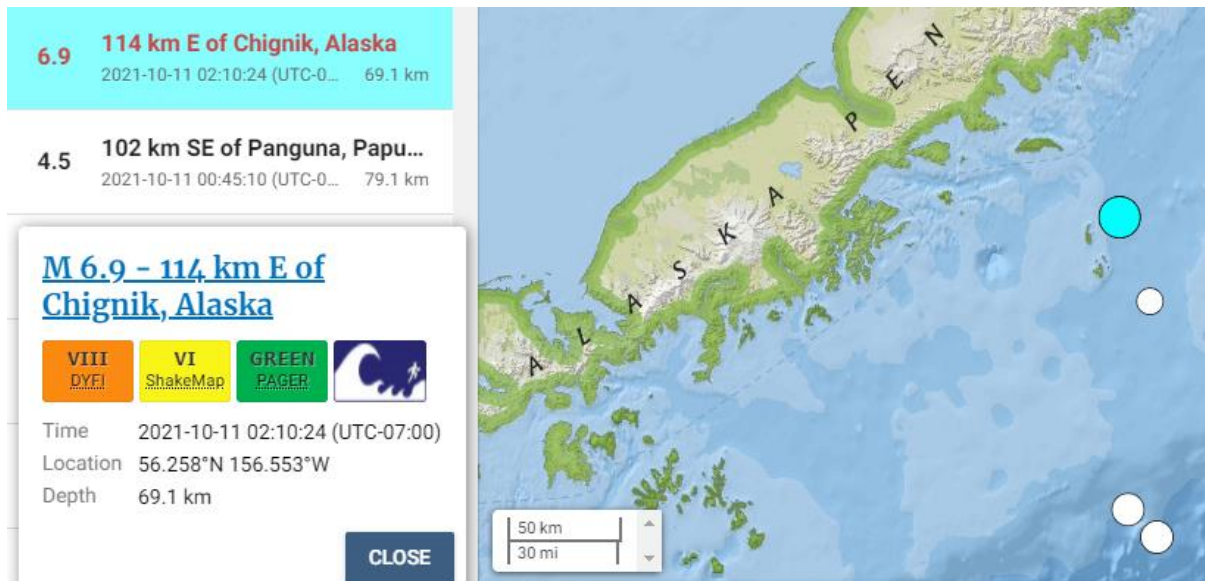 6.9
114 km E of Chignik, Alaska
2021-10-11 02:10:24 (UTC-0... 69.1 km
4.5
102 km SE of Panguna, Papu...
2021-10-11 00:45:10 (UTC-0... 79.1 km
M 6.9 - 114 km E of
Chignik, Alaska
VIII
DYFI
VI
ShakeMap
GREEN
PAGER
Time 2021-10-11 02:10:24 (UTC-07:00)
Location 56.258°N 156.553°W
Depth 69.1 km
CLOSE
ALASKA PEN
50 km
30 mi